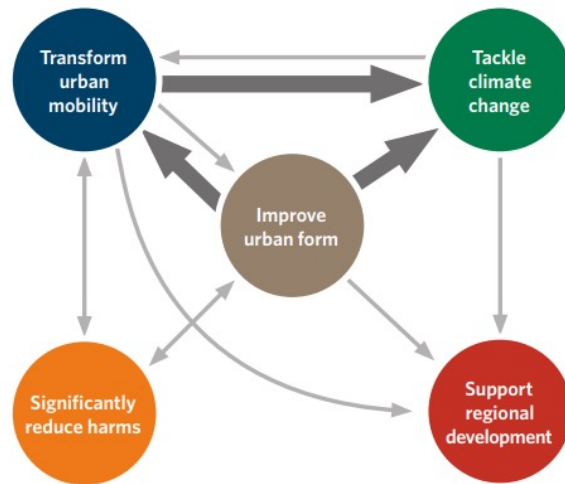 Transform
urban
mobility
Tackle
climate
change
Improve
urban form
Significantly
reduce harms
Support
regional
development